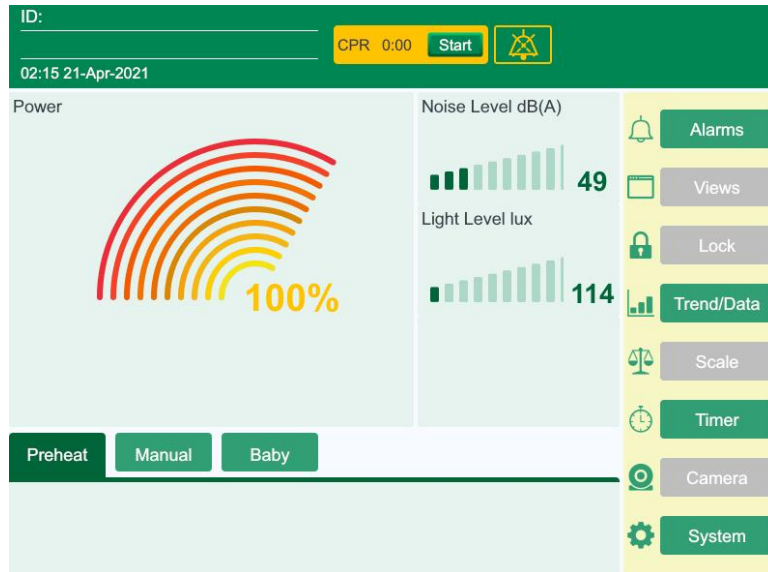 ID:
CPR 0:00 Start
02:15 21-Apr-2021
Power
100%
Noise Level dB(A)
49
Light Level lux
114
Alarms
Views
Lock
Trend/Data
Scale
Timer
Camera
System
Preheat Manual Baby